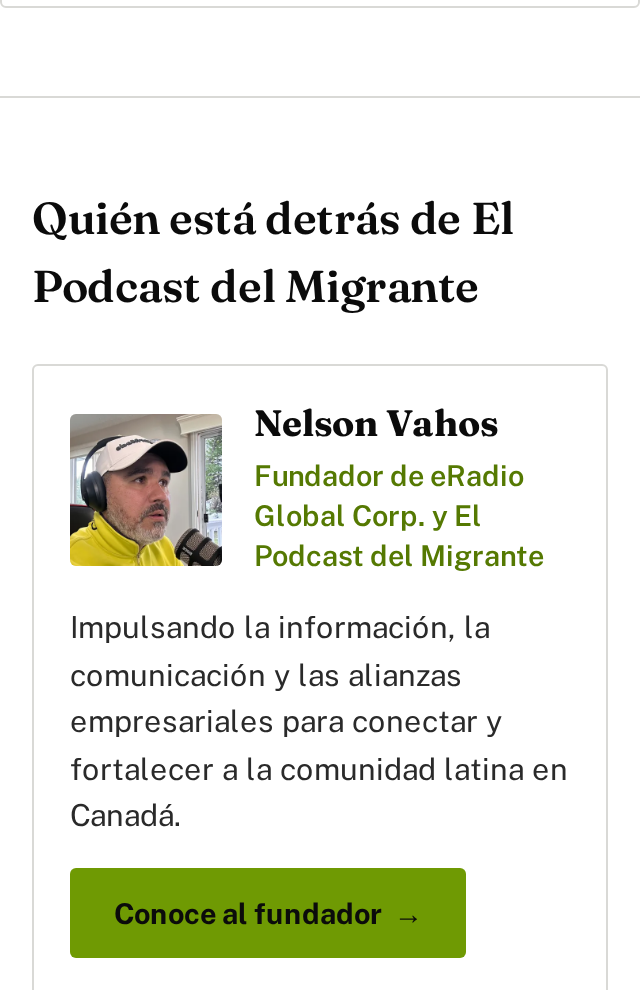 Quién está detrás de El
Podcast del Migrante
Nelson Vahos
Fundador de eRadio
Global Corp. y El
Podcast del Migrante
Impulsando la información, la
comunicación y las alianzas
empresariales para conectar y
fortalecer a la comunidad latina en
Canadá.
Conoce al fundador →